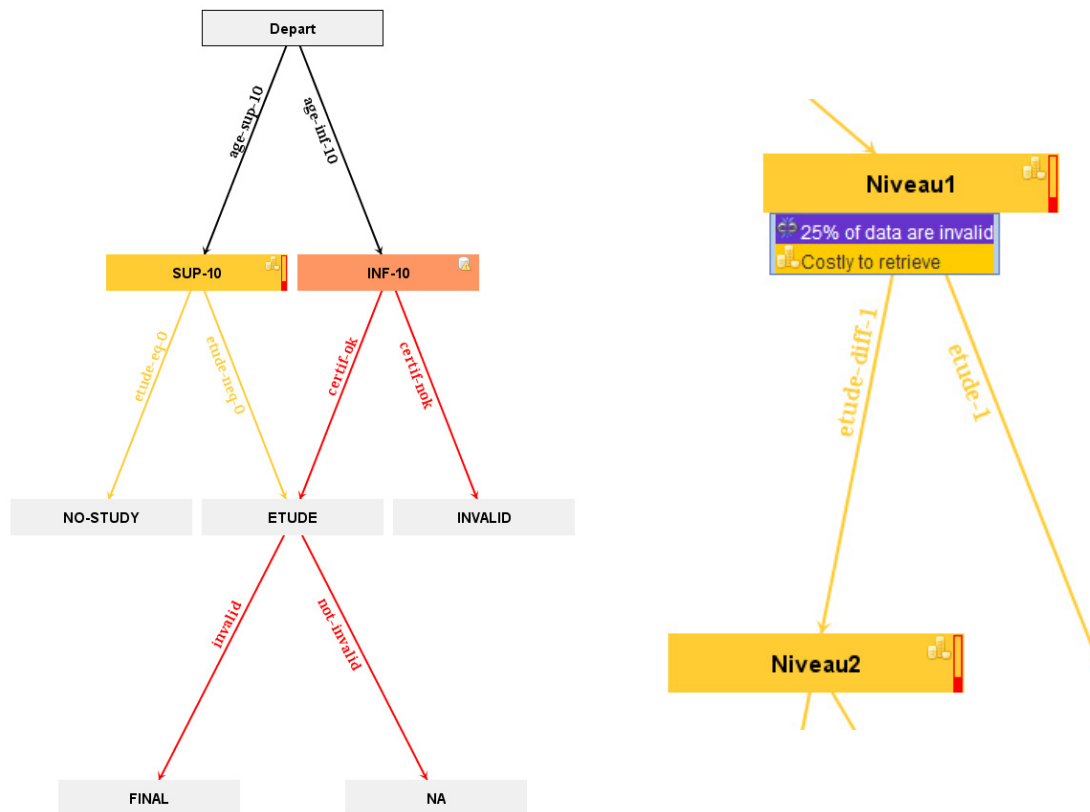 Depart
age-sup-10
age-inf-10
SUP-10
INF-10
etude-eq-0
etude-neq-0
certif-ok
certif-nok
NO-STUDY
ETUDE
INVALID
invalid
not-invalid
FINAL
NA
Niveau1
25% of data are invalid
Costly to retrieve
etude-diff-1
etude-1
Niveau2